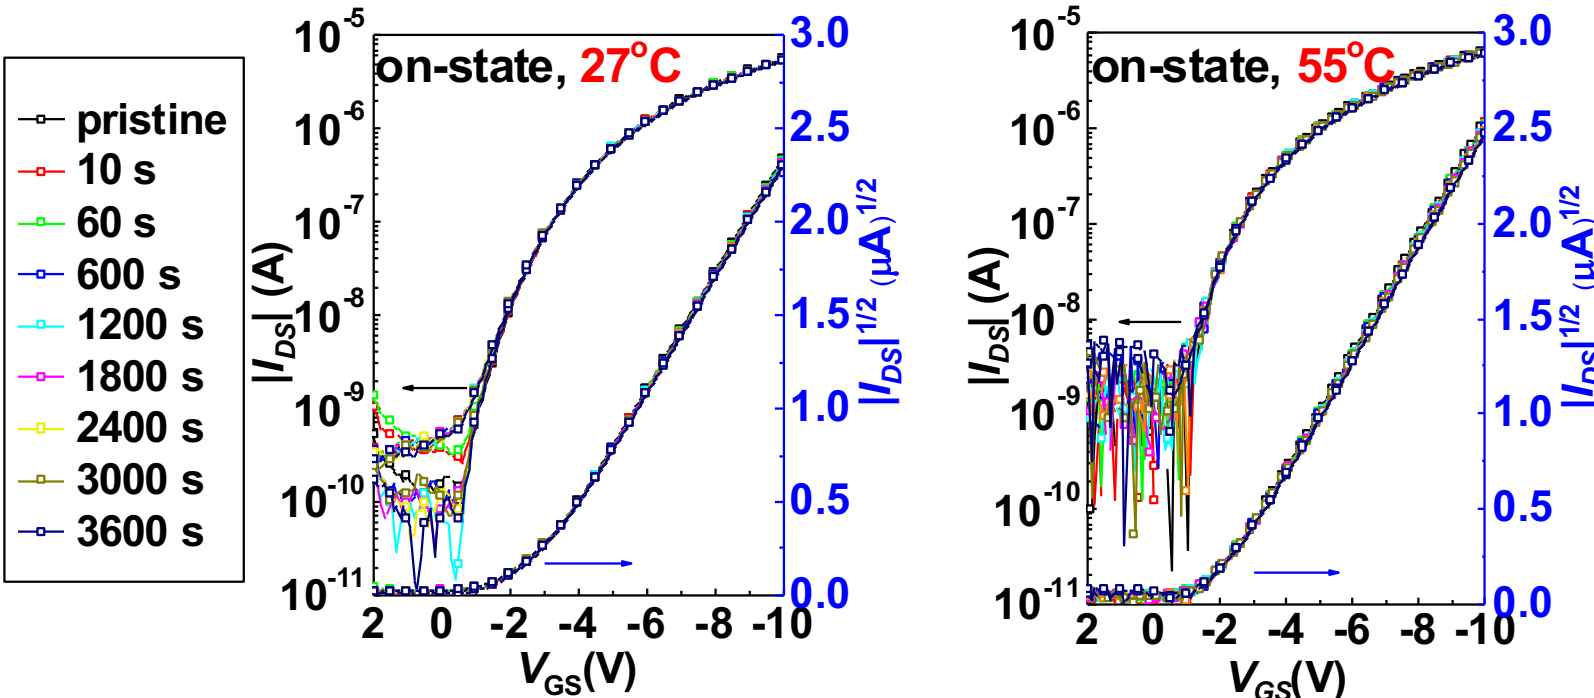 pristine
10 s
60 s
600 s
1200 s
1800 s
2400 s
3000 s
3600 s
on-state, 27°C
10⁻⁵
10⁻⁶
10⁻⁷
10⁻⁸
10⁻⁹
10⁻¹⁰
10⁻¹¹
|I_DS| (A)
3.0
2.5
2.0
1.5
1.0
0.5
0.0
|I_DS|^1/2 (μA)^1/2
2 0 -2 -4 -6 -8 -10
V_GS(V)
on-state, 55°C
10⁻⁵
10⁻⁶
10⁻⁷
10⁻⁸
10⁻⁹
10⁻¹⁰
10⁻¹¹
|I_DS| (A)
3.0
2.5
2.0
1.5
1.0
0.5
0.0
|I_DS|^1/2 (μA)^1/2
2 0 -2 -4 -6 -8 -10
V_GS(V)